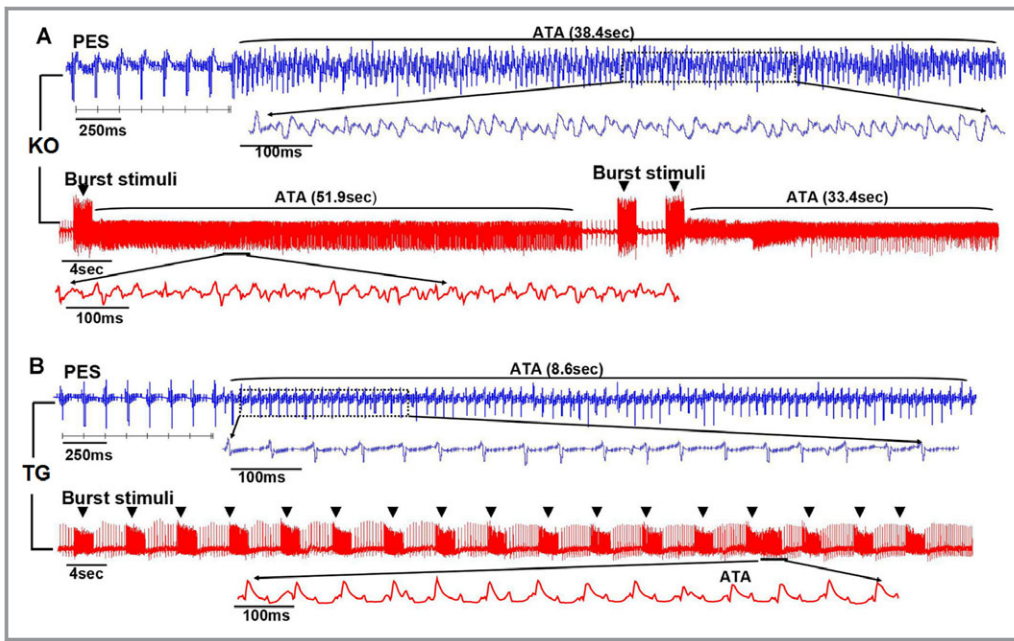 A
PES
ATA (38.4sec)
250ms
100ms
KO
Burst stimuli
ATA (51.9sec)
Burst stimuli
ATA (33.4sec)
4sec
100ms
B
PES
ATA (8.6sec)
250ms
100ms
TG
Burst stimuli
4sec
ATA
100ms